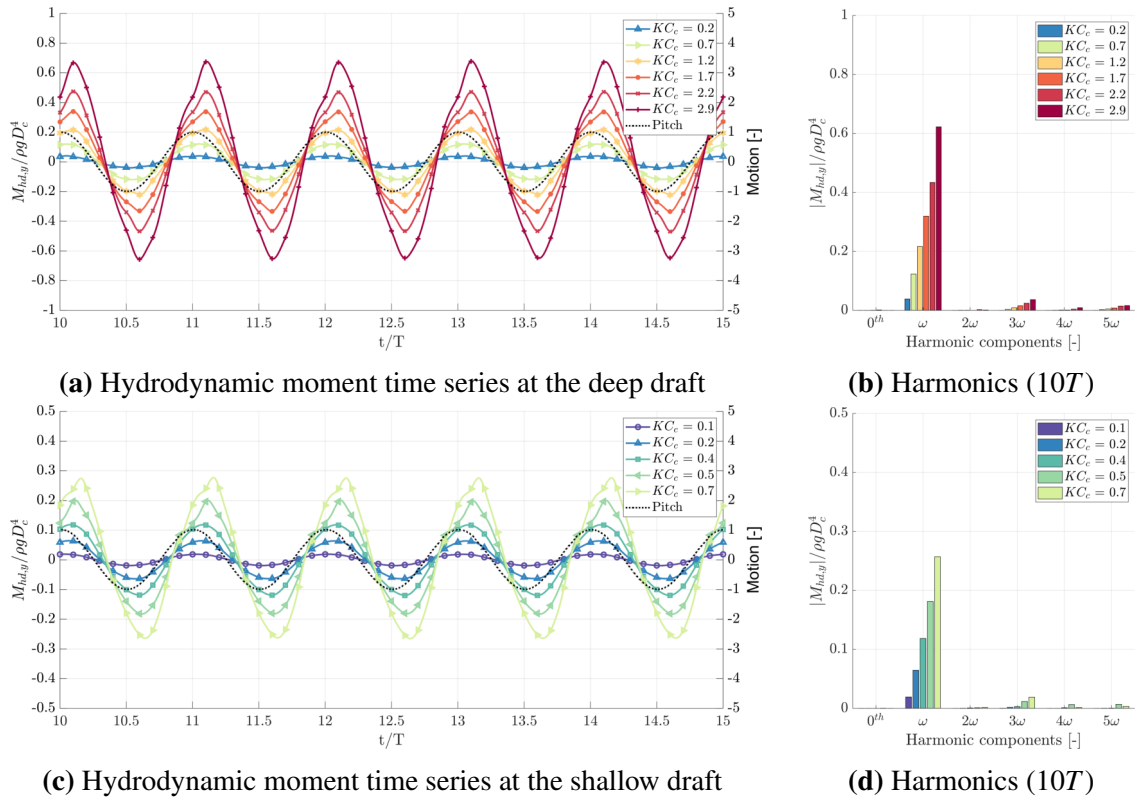 1
0.8
0.6
0.4
0.2
0
-0.2
-0.4
-0.6
-0.8
-1
M_{hd,y}/ρgD_c^4
5
4
3
2
1
0
-1
-2
-3
-4
-5
Motion [-]
10 10.5 11 11.5 12 12.5 13 13.5 14 14.5 15
t/T
KC_c = 0.2
KC_c = 0.7
KC_c = 1.2
KC_c = 1.7
KC_c = 2.2
KC_c = 2.9
Pitch
(a) Hydrodynamic moment time series at the deep draft
1
0.8
0.6
0.4
0.2
0
|M_{hd,y}|/ρgD_c^4
KC_c = 0.2
KC_c = 0.7
KC_c = 1.2
KC_c = 1.7
KC_c = 2.2
KC_c = 2.9
0^{th} ω 2ω 3ω 4ω 5ω
Harmonic components [-]
(b) Harmonics (10T)
0.5
0.4
0.3
0.2
0.1
0
-0.1
-0.2
-0.3
-0.4
-0.5
M_{hd,y}/ρgD_c^4
5
4
3
2
1
0
-1
-2
-3
-4
-5
Motion [-]
10 10.5 11 11.5 12 12.5 13 13.5 14 14.5 15
t/T
KC_c = 0.1
KC_c = 0.2
KC_c = 0.4
KC_c = 0.5
KC_c = 0.7
Pitch
(c) Hydrodynamic moment time series at the shallow draft
0.5
0.4
0.3
0.2
0.1
0
|M_{hd,y}|/ρgD_c^4
KC_c = 0.1
KC_c = 0.2
KC_c = 0.4
KC_c = 0.5
KC_c = 0.7
0^{th} ω 2ω 3ω 4ω 5ω
Harmonic components [-]
(d) Harmonics (10T)